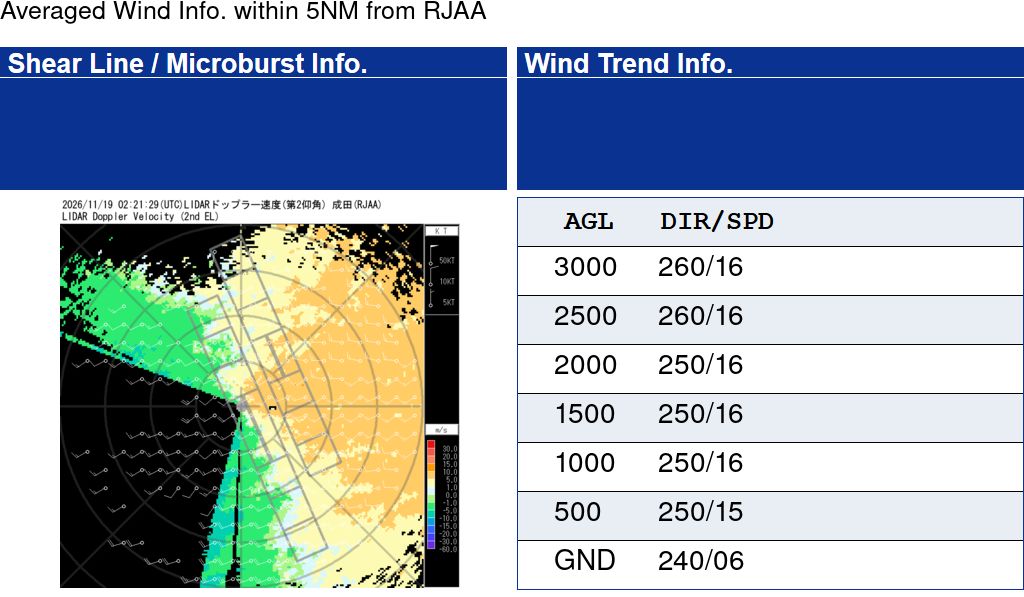 Averaged Wind Info. within 5NM from RJAA
Shear Line / Microburst Info.
Wind Trend Info.
2026/11/19 02:21:29(UTC)LIDARドップラー速度(第2仰角) 成田(RJAA)
LIDAR Doppler Velocity (2nd EL)
K T
50KT
10KT
5KT
m/s
30.0
20.0
15.0
10.0
5.0
1.0
0.0
-1.0
-5.0
-10.0
-15.0
-20.0
-30.0
-60.0
AGL DIR/SPD
3000 260/16
2500 260/16
2000 250/16
1500 250/16
1000 250/16
500 250/15
GND 240/06